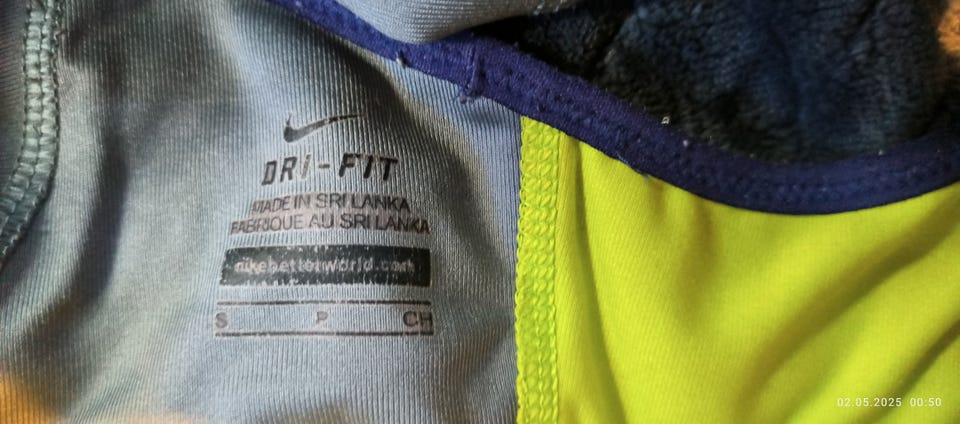 DRI-FIT
MADE IN SRI LANKA
FABRIQUE AU SRI LANKA
nikebetterworld.com
S P CH
02.05.2025 00:50